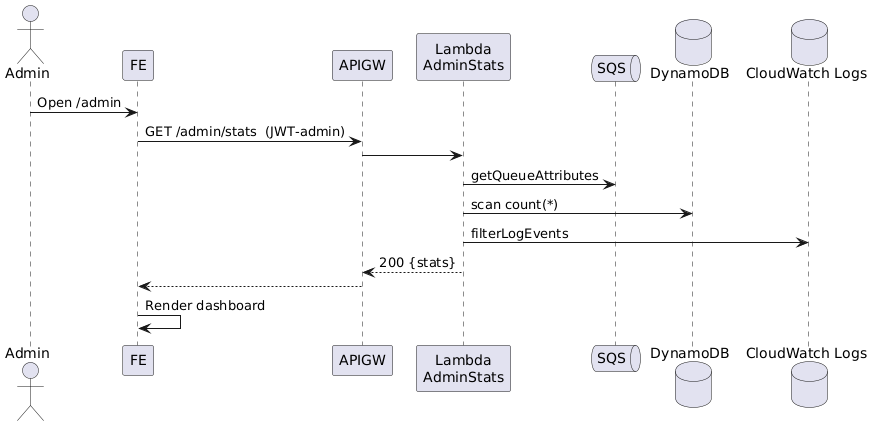 Admin
FE
APIGW
Lambda
AdminStats
SQS
DynamoDB
CloudWatch Logs
Open /admin
GET /admin/stats  (JWT-admin)
getQueueAttributes
scan count(*)
filterLogEvents
200 {stats}
Render dashboard
Admin
FE
APIGW
Lambda
AdminStats
SQS
DynamoDB
CloudWatch Logs